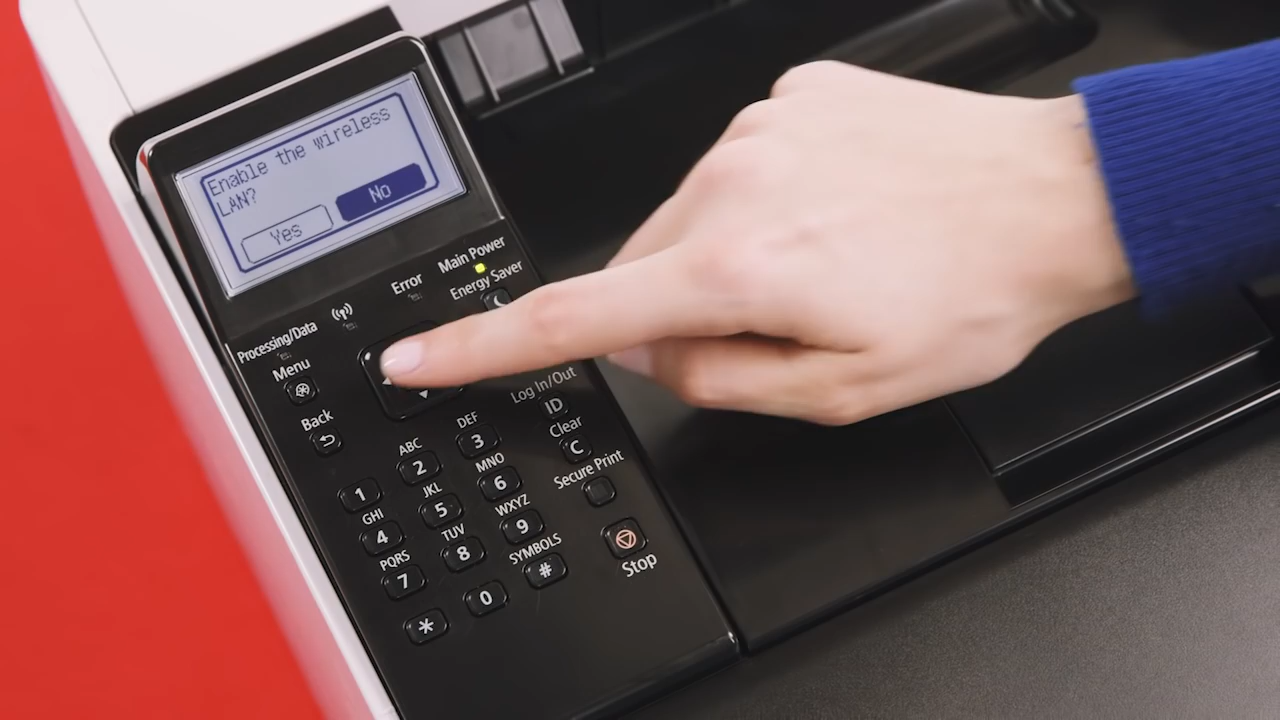 Enable the wireless
LAN?
Yes
No
Main Power
Error
Energy Saver
Processing/Data
Menu
Back
Log In/Out
ID
Clear
C
Secure Print
Stop
1
ABC
2
DEF
3
GHI
4
JKL
5
MNO
6
PQRS
7
TUV
8
WXYZ
9
*
0
SYMBOLS
#